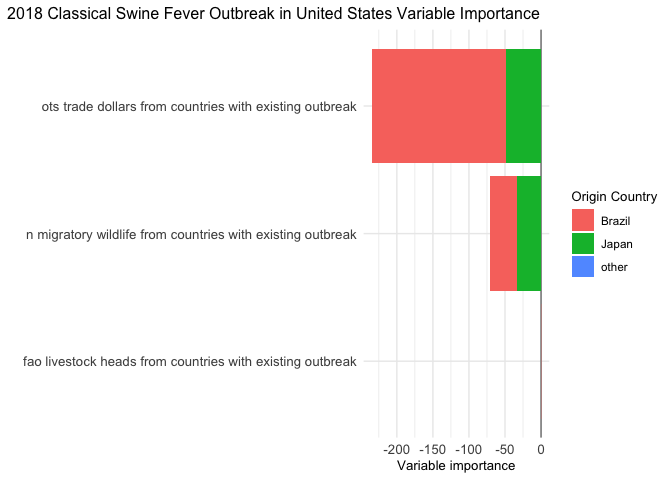 2018 Classical Swine Fever Outbreak in United States Variable Importance
ots trade dollars from countries with existing outbreak
n migratory wildlife from countries with existing outbreak
fao livestock heads from countries with existing outbreak
-200 -150 -100 -50 0
Variable importance
Origin Country
Brazil
Japan
other